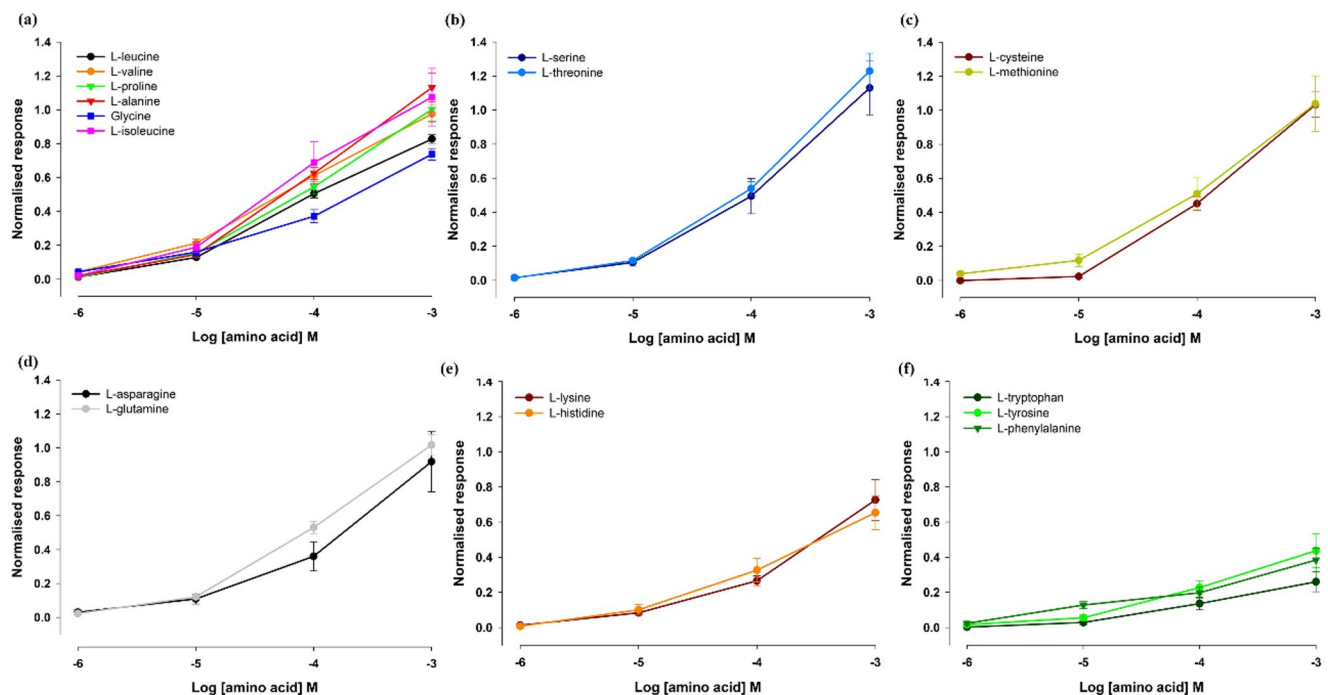 (a)
Normalised response
1.4
1.2
1.0
0.8
0.6
0.4
0.2
0.0
L-leucine
L-valine
L-proline
L-alanine
Glycine
L-isoleucine
-6 -5 -4 -3
Log [amino acid] M
(b)
Normalised response
1.4
1.2
1.0
0.8
0.6
0.4
0.2
0.0
L-serine
L-threonine
-6 -5 -4 -3
Log [amino acid] M
(c)
Normalised response
1.4
1.2
1.0
0.8
0.6
0.4
0.2
0.0
L-cysteine
L-methionine
-6 -5 -4 -3
Log [amino acid] M
(d)
Normalised response
1.4
1.2
1.0
0.8
0.6
0.4
0.2
0.0
L-asparagine
L-glutamine
-6 -5 -4 -3
Log [amino acid] M
(e)
Normalised response
1.4
1.2
1.0
0.8
0.6
0.4
0.2
0.0
L-lysine
L-histidine
-6 -5 -4 -3
Log [amino acid] M
(f)
Normalised response
1.4
1.2
1.0
0.8
0.6
0.4
0.2
0.0
L-tryptophan
L-tyrosine
L-phenylalanine
-6 -5 -4 -3
Log [amino acid] M